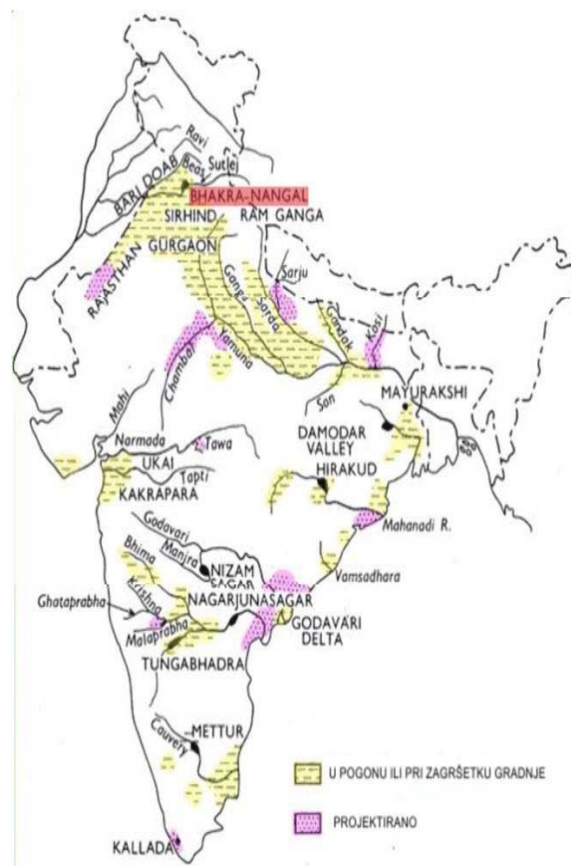 Ravi
Beas
Sutle
BARI DOAB
BHAKRA-NANGAL
SIRHIND
RAM GANGA
GURGAON
RAJASTHAN
Ganga
Sarda
Sarju
Gandak
Kosi
Yamuna
Chambal
Son
MAYURAKSHI
Mahi
DAMODAR
VALLEY
Narmada
Tawa
HIRAKUD
UKAI
Tapti
KAKRAPARA
Mahanadi R.
Godavari
Manjra
Bhima
NIZAM
SAGAR
Vamsadhara
Krishna
Ghataprabha
NAGARJUNASAGAR
Malaprabha
GODAVARI
DELTA
TUNGABHADRA
METTUR
Cauvery
U POGONU ILI PRI ZAGRŠETKU GRADNJE
PROJEKTIRANO
KALLADA